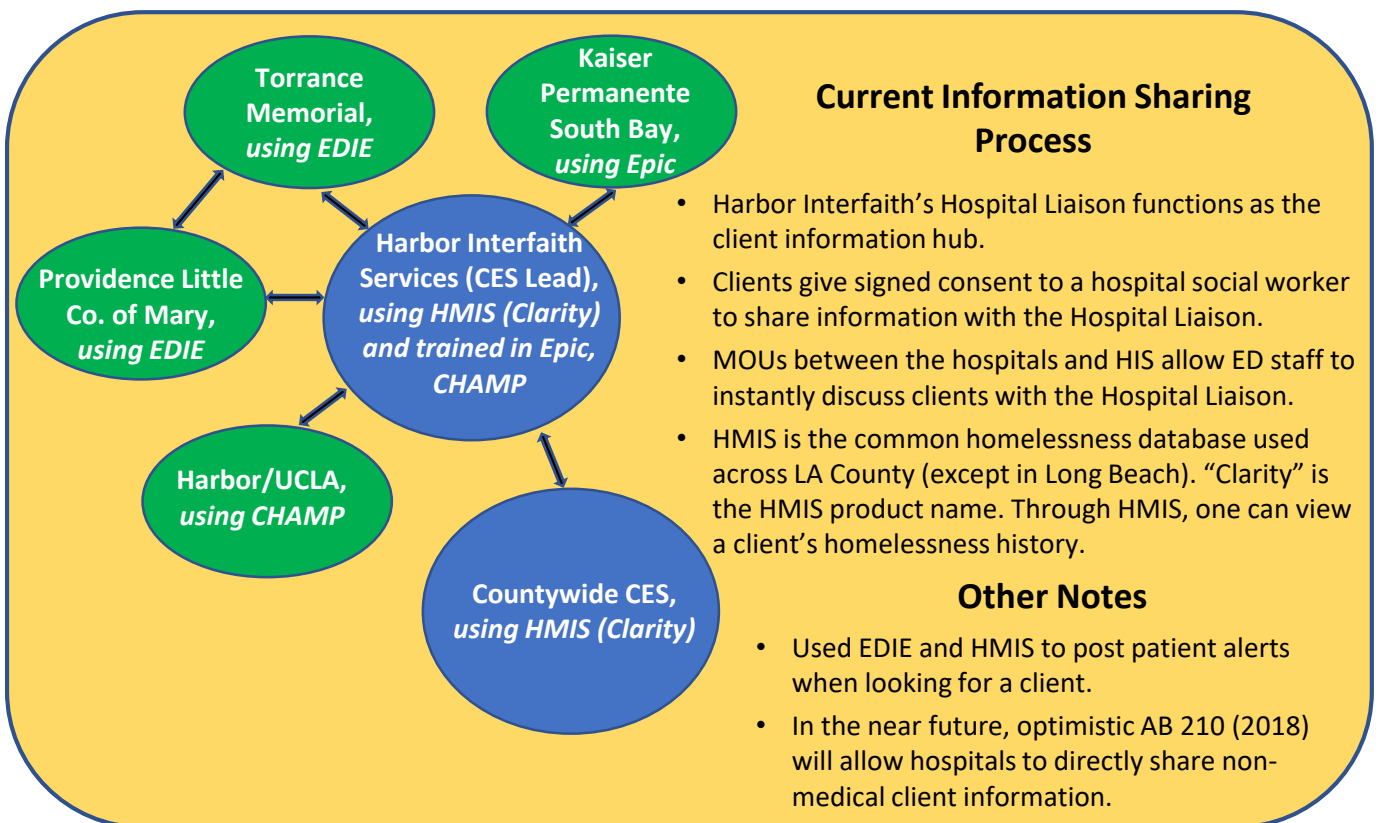 Torrance
Memorial,
using EDIE
Kaiser
Permanente
South Bay,
using Epic
Providence Little
Co. of Mary,
using EDIE
Harbor Interfaith
Services (CES Lead),
using HMIS (Clarity)
and trained in Epic,
CHAMP
Harbor/UCLA,
using CHAMP
Countywide CES,
using HMIS (Clarity)
Current Information Sharing
Process
• Harbor Interfaith’s Hospital Liaison functions as the
client information hub.
• Clients give signed consent to a hospital social worker
to share information with the Hospital Liaison.
• MOUs between the hospitals and HIS allow ED staff to
instantly discuss clients with the Hospital Liaison.
• HMIS is the common homelessness database used
across LA County (except in Long Beach). “Clarity” is
the HMIS product name. Through HMIS, one can view
a client’s homelessness history.
Other Notes
• Used EDIE and HMIS to post patient alerts
when looking for a client.
• In the near future, optimistic AB 210 (2018)
will allow hospitals to directly share non-
medical client information.